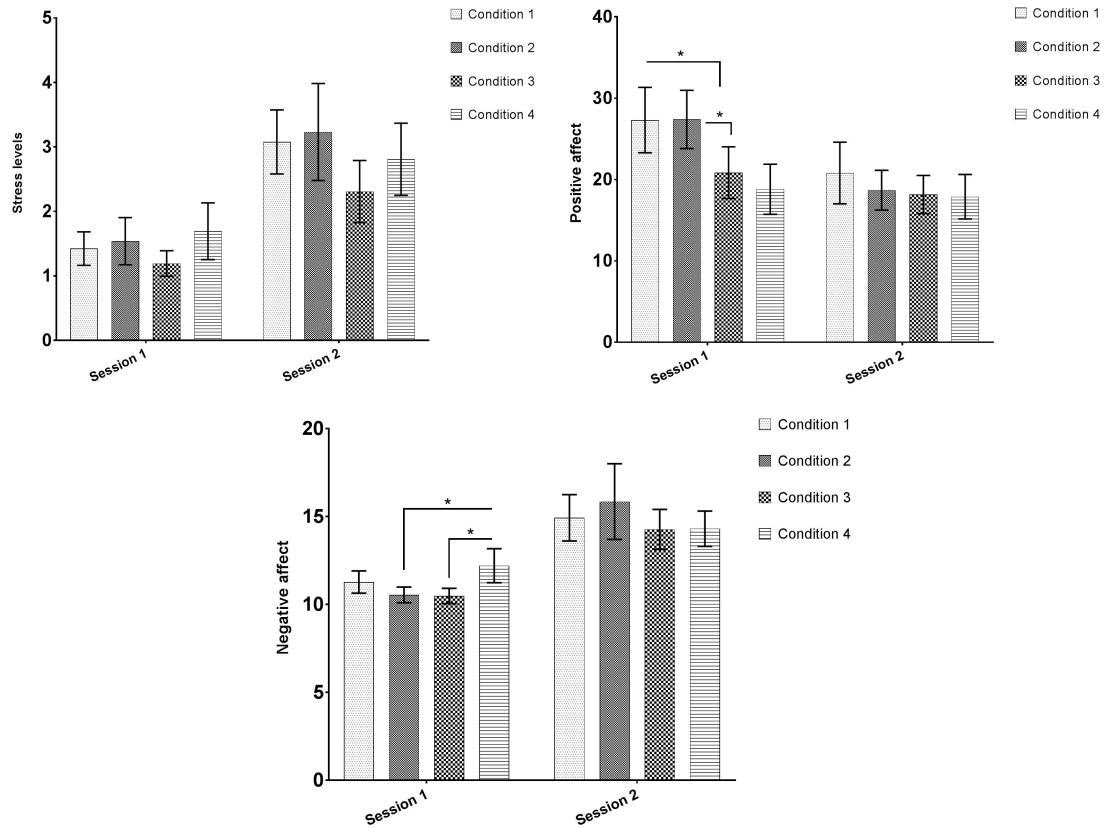 Stress levels
5
4
3
2
1
0
Session 1
Session 2
Condition 1
Condition 2
Condition 3
Condition 4
Positive affect
40
30
20
10
0
*
*
Session 1
Session 2
Condition 1
Condition 2
Condition 3
Condition 4
Negative affect
20
15
10
5
0
*
*
Session 1
Session 2
Condition 1
Condition 2
Condition 3
Condition 4